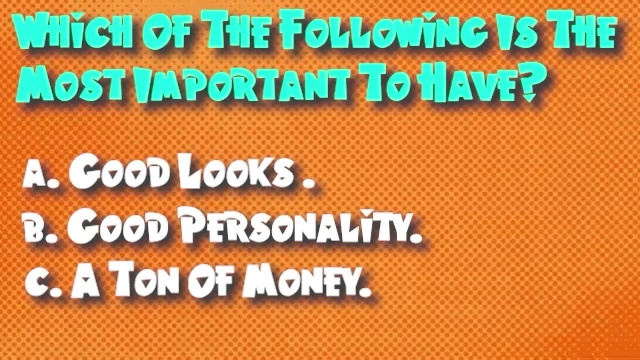 Which Of The Following Is The
Most Important To Have?
A. Good Looks .
B. Good Personality.
C. A Ton Of Money.